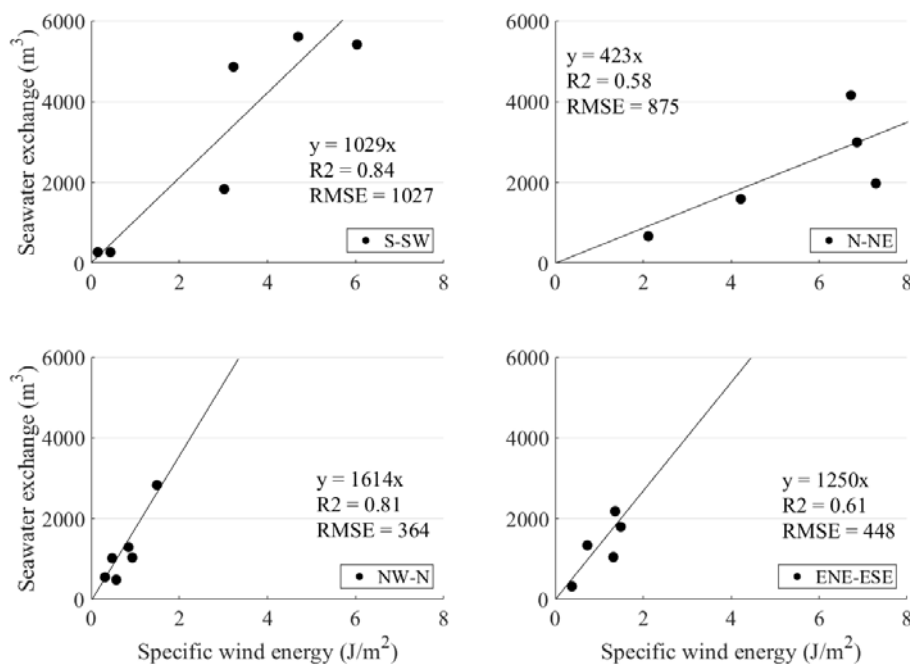 6000
4000
2000
0
0
2
4
6
8
Seawater exchange (m³)
y = 1029x
R2 = 0.84
RMSE = 1027
S-SW
6000
4000
2000
0
0
2
4
6
8
y = 423x
R2 = 0.58
RMSE = 875
N-NE
6000
4000
2000
0
0
2
4
6
8
Seawater exchange (m³)
Specific wind energy (J/m²)
y = 1614x
R2 = 0.81
RMSE = 364
NW-N
6000
4000
2000
0
0
2
4
6
8
Specific wind energy (J/m²)
y = 1250x
R2 = 0.61
RMSE = 448
ENE-ESE